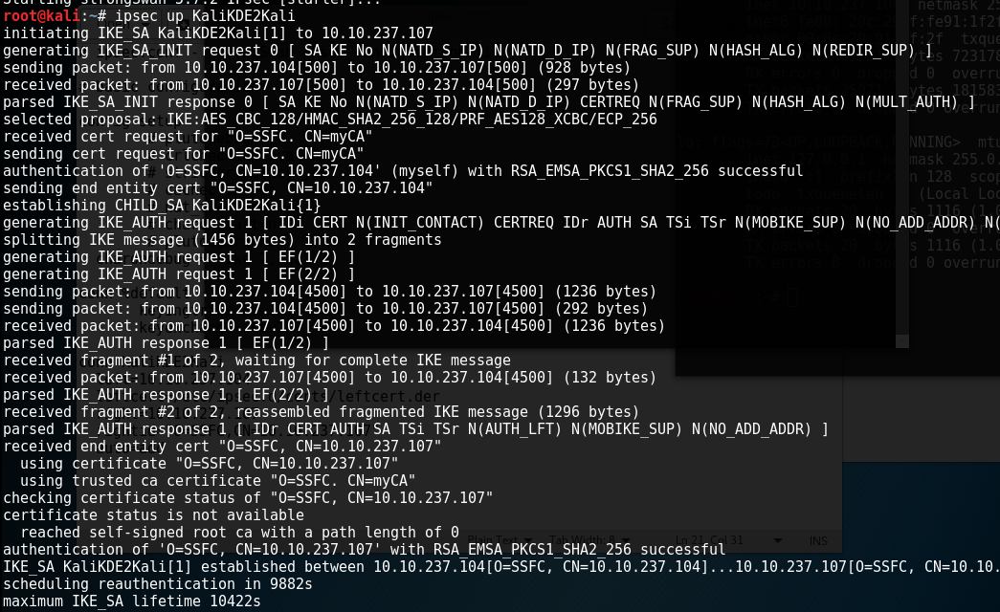 Starting strongSwan 5.7.2 IPsec [starter]...
root@kali:~# ipsec up KaliKDE2Kali
initiating IKE_SA KaliKDE2Kali[1] to 10.10.237.107
generating IKE_SA_INIT request 0 [ SA KE No N(NATD_S_IP) N(NATD_D_IP) N(FRAG_SUP) N(HASH_ALG) N(REDIR_SUP) ]
sending packet: from 10.10.237.104[500] to 10.10.237.107[500] (928 bytes)
received packet: from 10.10.237.107[500] to 10.10.237.104[500] (297 bytes)
parsed IKE_SA_INIT response 0 [ SA KE No N(NATD_S_IP) N(NATD_D_IP) CERTREQ N(FRAG_SUP) N(HASH_ALG) N(MULT_AUTH) ]
selected proposal: IKE:AES_CBC_128/HMAC_SHA2_256_128/PRF_AES128_XCBC/ECP_256
received cert request for "O=SSFC. CN=myCA"
sending cert request for "O=SSFC. CN=myCA"
authentication of 'O=SSFC, CN=10.10.237.104' (myself) with RSA_EMSA_PKCS1_SHA2_256 successful
sending end entity cert "O=SSFC, CN=10.10.237.104"
establishing CHILD_SA KaliKDE2Kali{1}
generating IKE_AUTH request 1 [ IDi CERT N(INIT_CONTACT) CERTREQ IDr AUTH SA TSi TSr N(MOBIKE_SUP) N(NO_ADD_ADDR) N(
splitting IKE message (1456 bytes) into 2 fragments
generating IKE_AUTH request 1 [ EF(1/2) ]
generating IKE_AUTH request 1 [ EF(2/2) ]
sending packet: from 10.10.237.104[4500] to 10.10.237.107[4500] (1236 bytes)
sending packet: from 10.10.237.104[4500] to 10.10.237.107[4500] (292 bytes)
received packet: from 10.10.237.107[4500] to 10.10.237.104[4500] (1236 bytes)
parsed IKE_AUTH response 1 [ EF(1/2) ]
received fragment #1 of 2, waiting for complete IKE message
received packet: from 10.10.237.107[4500] to 10.10.237.104[4500] (132 bytes)
parsed IKE_AUTH response 1 [ EF(2/2) ]
received fragment #2 of 2, reassembled fragmented IKE message (1296 bytes)
parsed IKE_AUTH response 1 [ IDr CERT AUTH SA TSi TSr N(AUTH_LFT) N(MOBIKE_SUP) N(NO_ADD_ADDR) ]
received end entity cert "O=SSFC, CN=10.10.237.107"
using certificate "O=SSFC, CN=10.10.237.107"
using trusted ca certificate "O=SSFC. CN=myCA"
checking certificate status of "O=SSFC, CN=10.10.237.107"
certificate status is not available
reached self-signed root ca with a path length of 0
authentication of 'O=SSFC, CN=10.10.237.107' with RSA_EMSA_PKCS1_SHA2_256 successful
IKE_SA KaliKDE2Kali[1] established between 10.10.237.104[O=SSFC, CN=10.10.237.104]...10.10.237.107[O=SSFC, CN=10.10.
scheduling reauthentication in 9882s
maximum IKE_SA lifetime 10422s
Plain Text Tab Width: 8 Ln 21, Col 31 INS